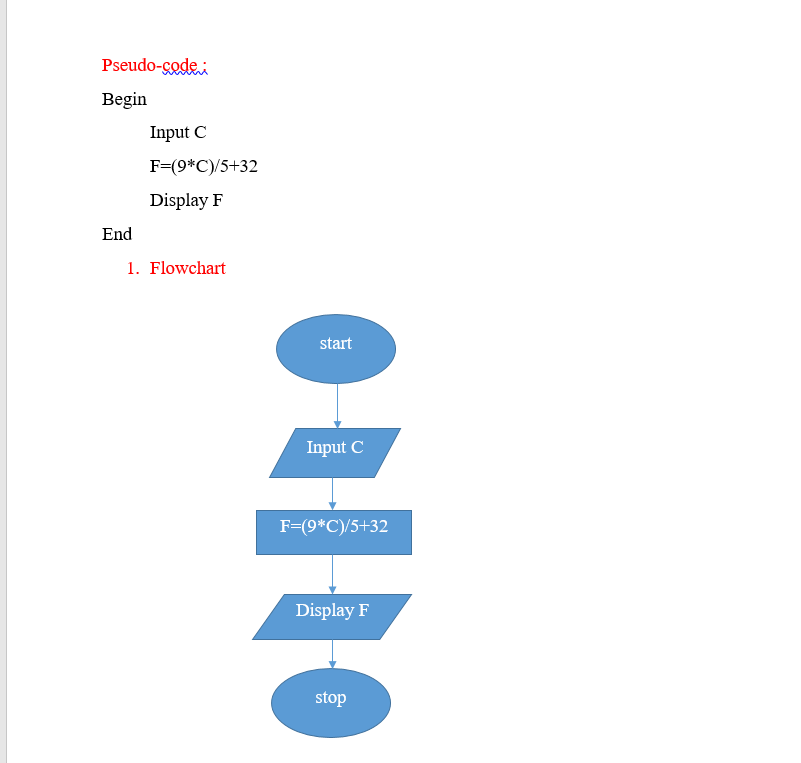 Pseudo-code :
Begin
Input C
F=(9*C)/5+32
Display F
End
1. Flowchart
start
Input C
F=(9*C)/5+32
Display F
stop